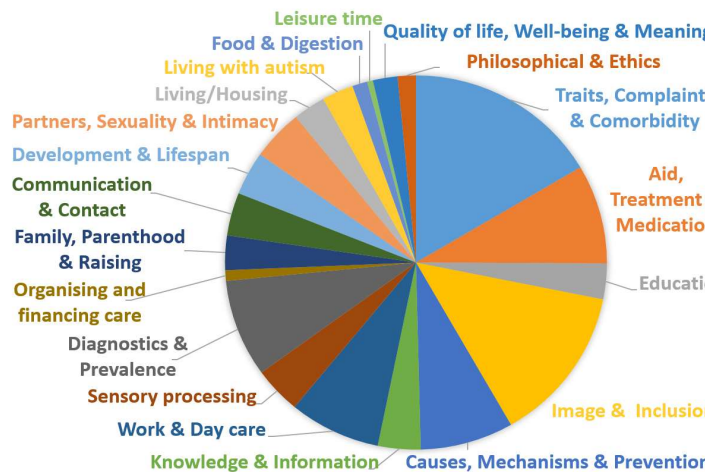 Leisure time
Quality of life, Well-being & Meaning
Food & Digestion
Philosophical & Ethics
Living with autism
Living/Housing
Traits, Complaint
& Comorbidity
Partners, Sexuality & Intimacy
Development & Lifespan
Aid,
Treatment
Medicatio
Communication
& Contact
Family, Parenthood
& Raising
Educati
Organising and
financing care
Diagnostics &
Prevalence
Sensory processing
Image & Inclusion
Work & Day care
Knowledge & Information
Causes, Mechanisms & Prevention